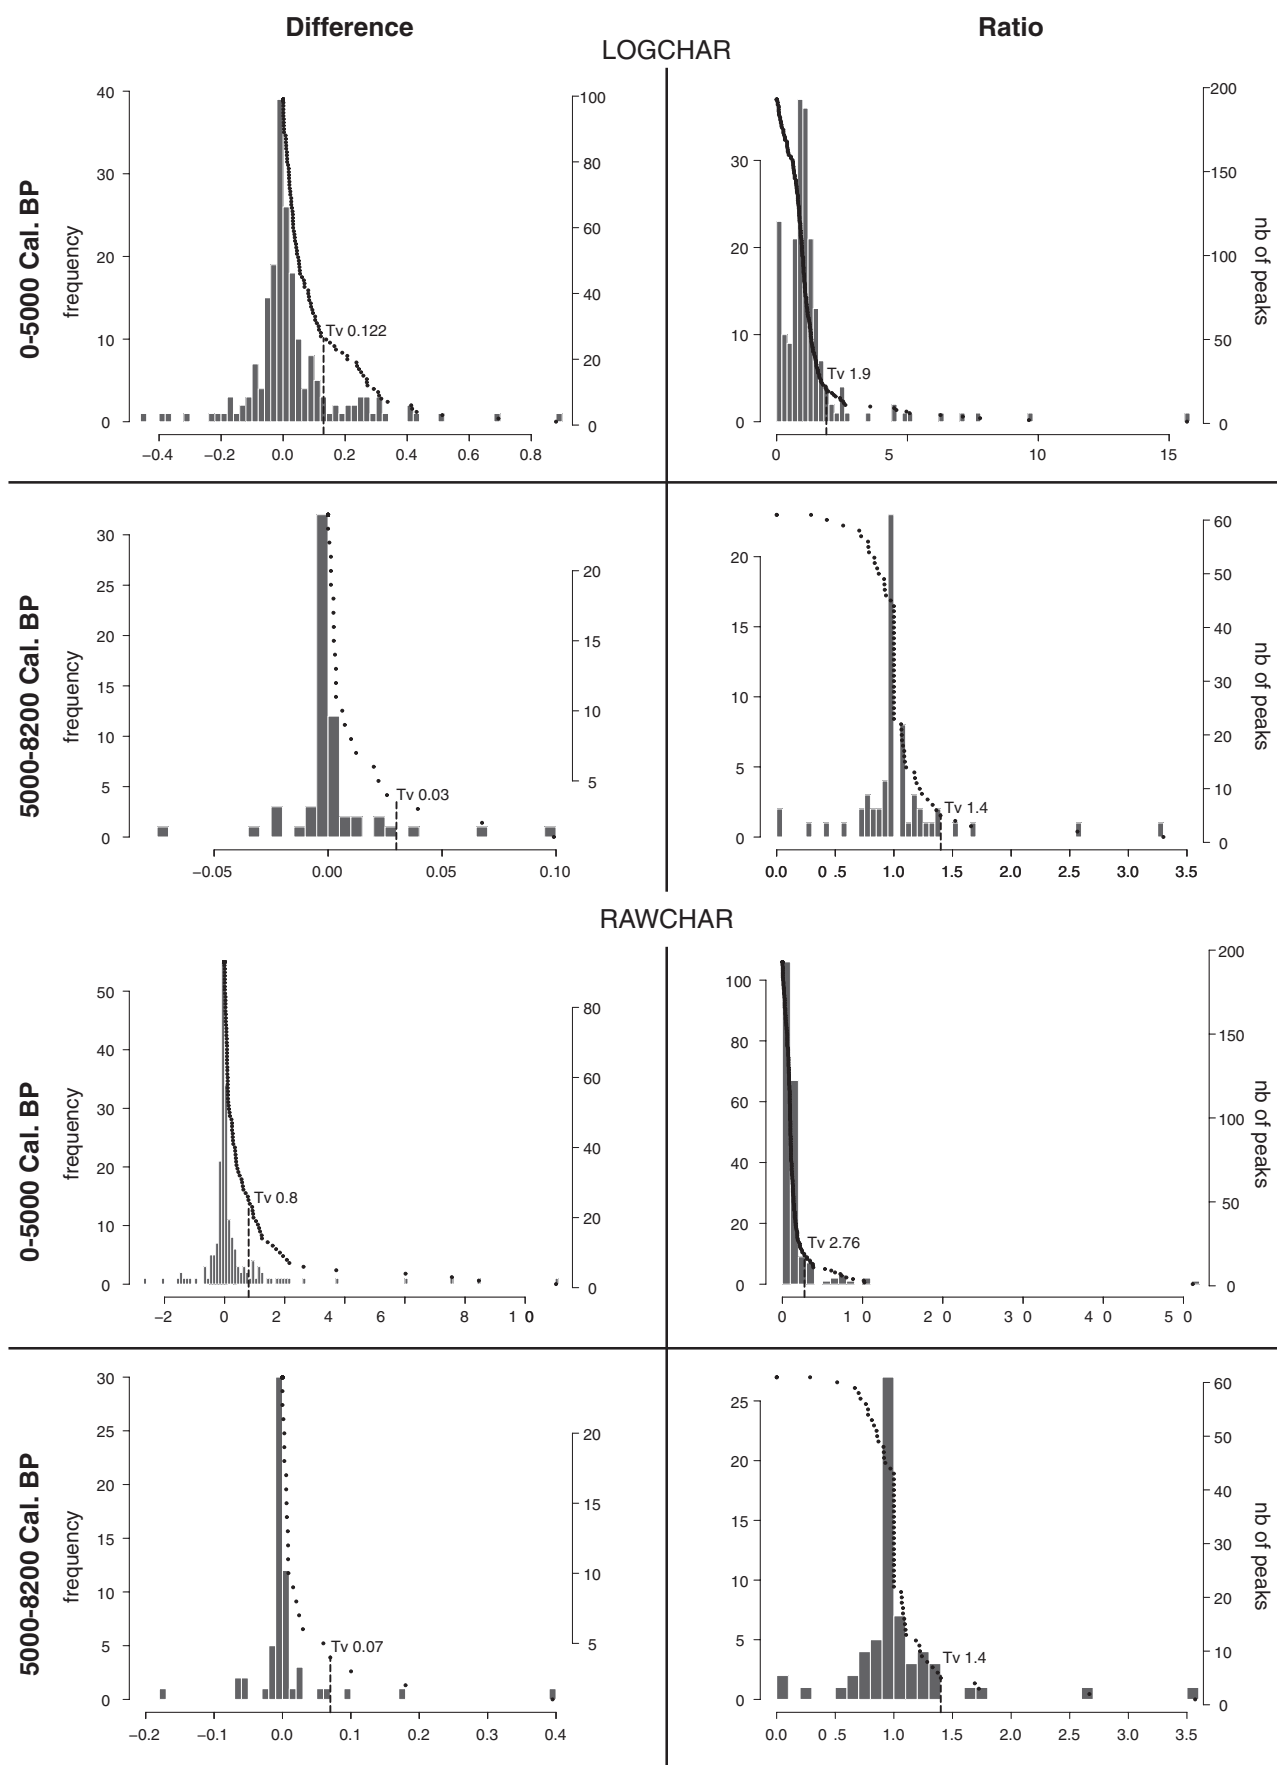 Difference
Ratio
LOGCHAR
0-5000 Cal. BP
frequency
40
30
20
10
0
100
80
60
40
20
0
Tv 0.122
−0.4 −0.2 0.0 0.2 0.4 0.6 0.8
30
20
10
0
200
150
100
50
0
nb of peaks
Tv 1.9
0 5 10 15
5000-8200 Cal. BP
frequency
30
25
20
15
10
5
0
20
15
10
5
Tv 0.03
−0.05 0.00 0.05 0.10
20
15
10
5
0
60
50
40
30
20
10
0
nb of peaks
Tv 1.4
0.0 0 .5 1.0 1.5 2.0 2.5 3.0 3.5
RAWCHAR
0-5000 Cal. BP
frequency
50
40
30
20
10
0
80
60
40
20
0
Tv 0.8
−2 0 2 4 6 8 1 0
100
80
60
40
20
0
200
150
100
50
0
nb of peaks
Tv 2.76
0 1 0 2 0 3 0 4 0 5 0
5000-8200 Cal. BP
frequency
30
25
20
15
10
5
0
20
15
10
5
Tv 0.07
−0.2 −0.1 0.0 0.1 0.2 0.3 0.4
25
20
15
10
5
0
60
50
40
30
20
10
0
nb of peaks
Tv 1.4
0.0 0.5 1.0 1.5 2.0 2.5 3.0 3.5